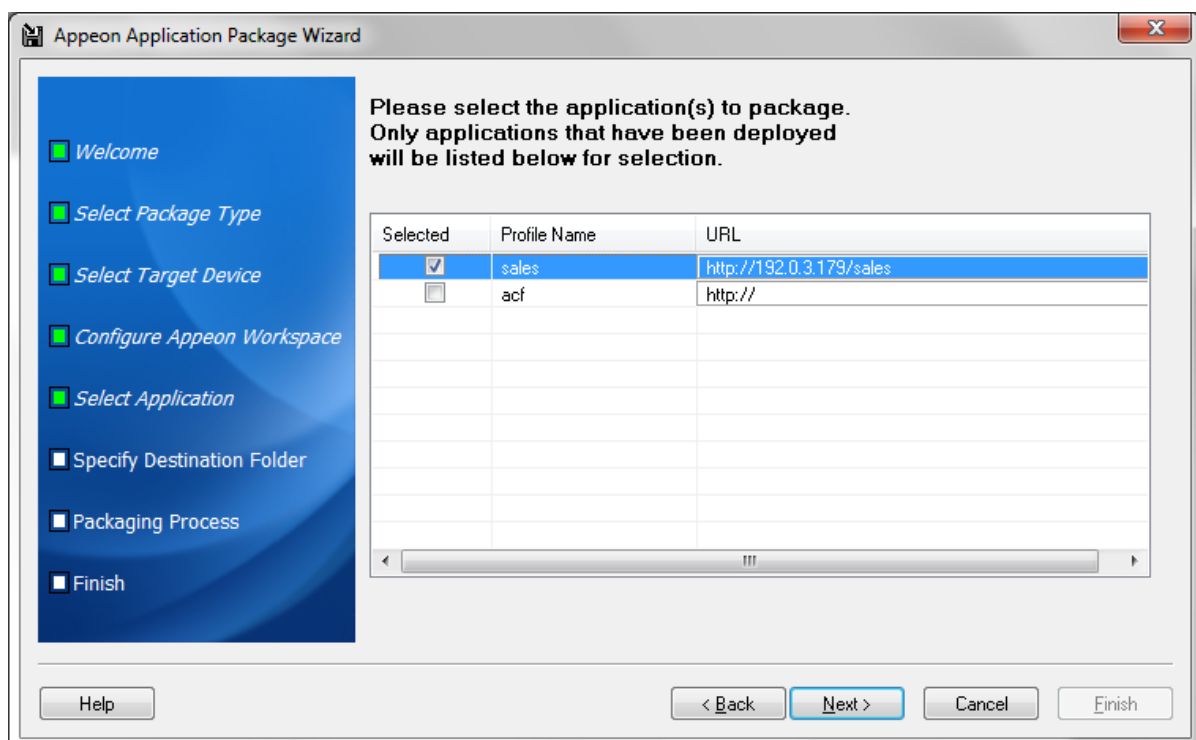 Appeon Application Package Wizard
Welcome
Select Package Type
Select Target Device
Configure Appeon Workspace
Select Application
Specify Destination Folder
Packaging Process
Finish
Please select the application(s) to package.
Only applications that have been deployed
will be listed below for selection.
Selected Profile Name URL
sales http://192.0.3.179/sales
acf http://
Help < Back Next > Cancel Finish